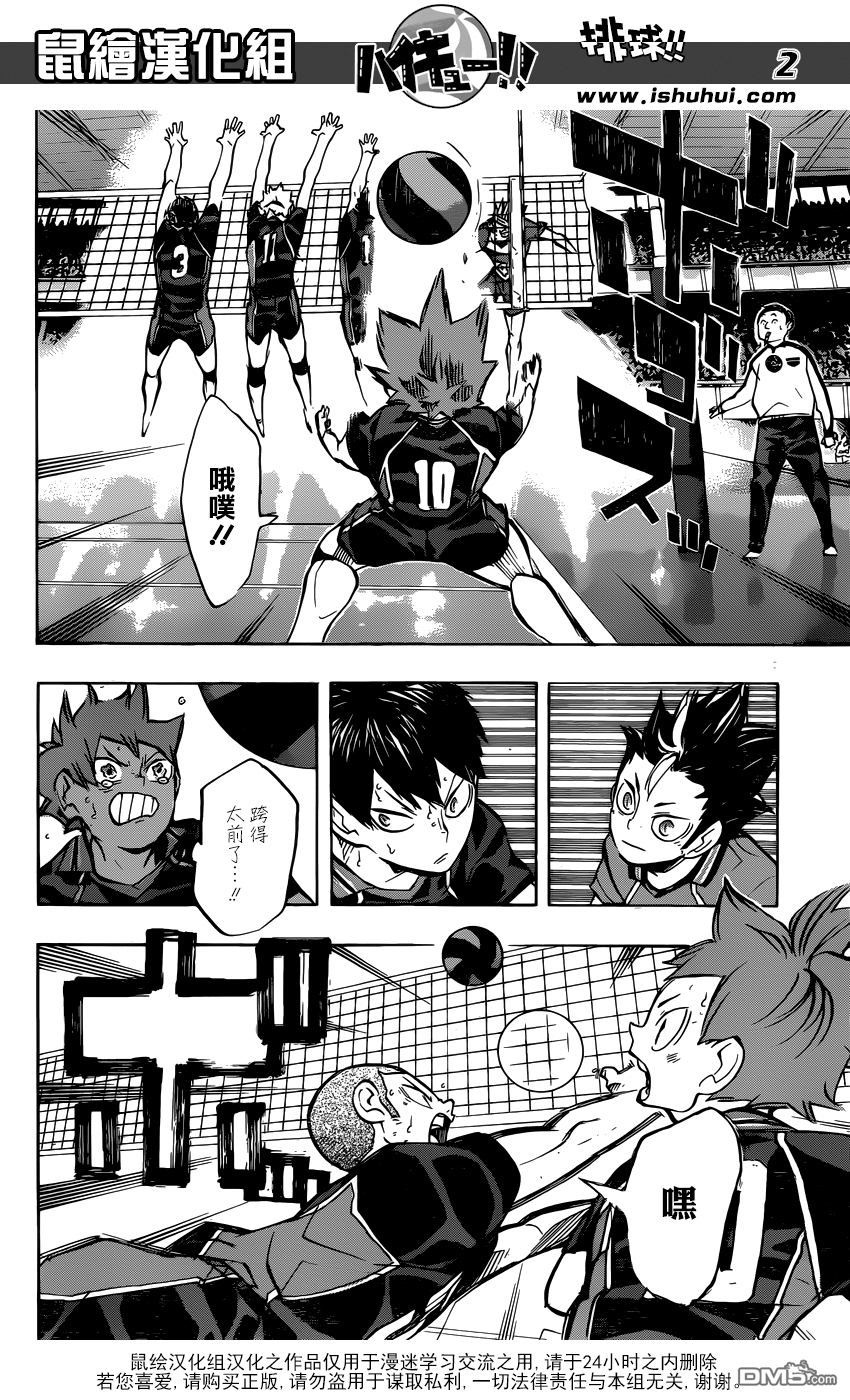 鼠繪漢化組
ハイキュー!!
排球!!
2
www.ishuhui.com
3
11
1
10
哦噗!!
跨得
太前了…!!
嘿
鼠绘汉化组汉化之作品仅用于漫迷学习交流之用, 请于24小时之内删除
若您喜爱, 请购买正版, 请勿盗用于谋取私利, 一切法律责任与本组无关, 谢谢。
DM5.com